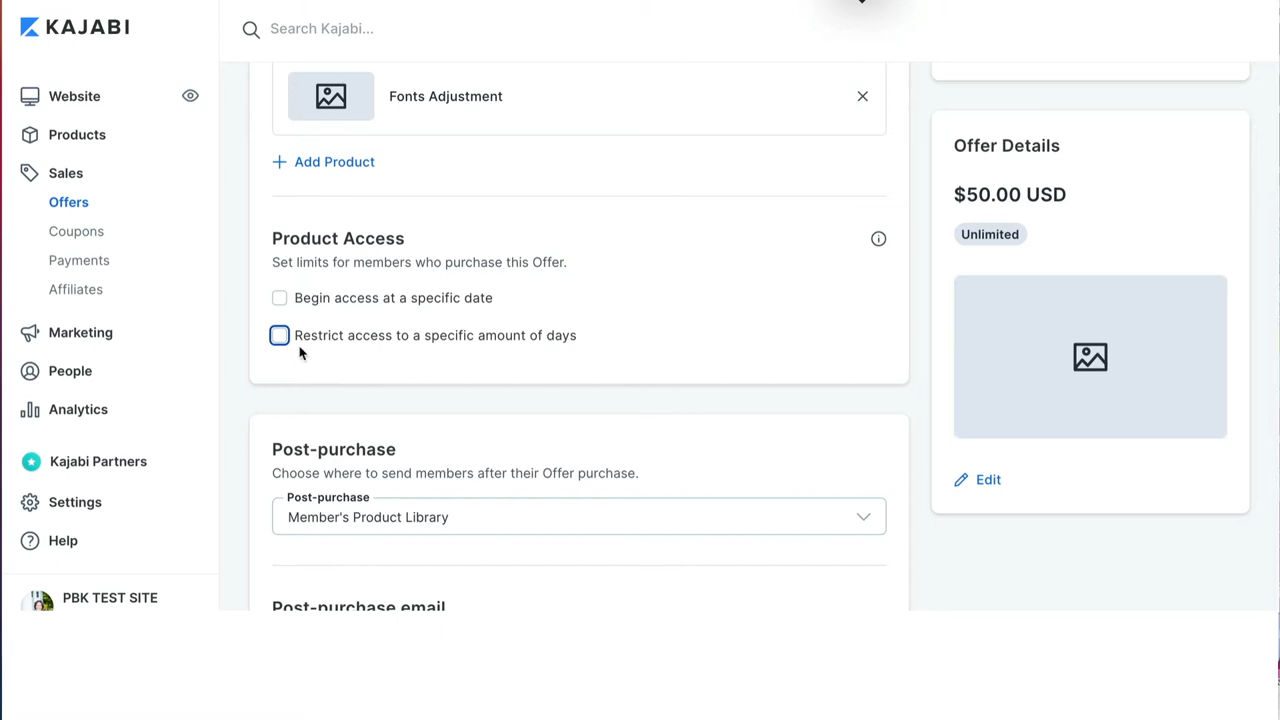 KAJABI
Search Kajabi...
Website
Products
Sales
Offers
Coupons
Payments
Affiliates
Marketing
People
Analytics
Kajabi Partners
Settings
Help
PBK TEST SITE
Fonts Adjustment
Add Product
Product Access
Set limits for members who purchase this Offer.
Begin access at a specific date
Restrict access to a specific amount of days
Post-purchase
Choose where to send members after their Offer purchase.
Post-purchase
Member's Product Library
Post-purchase email
Offer Details
$50.00 USD
Unlimited
Edit